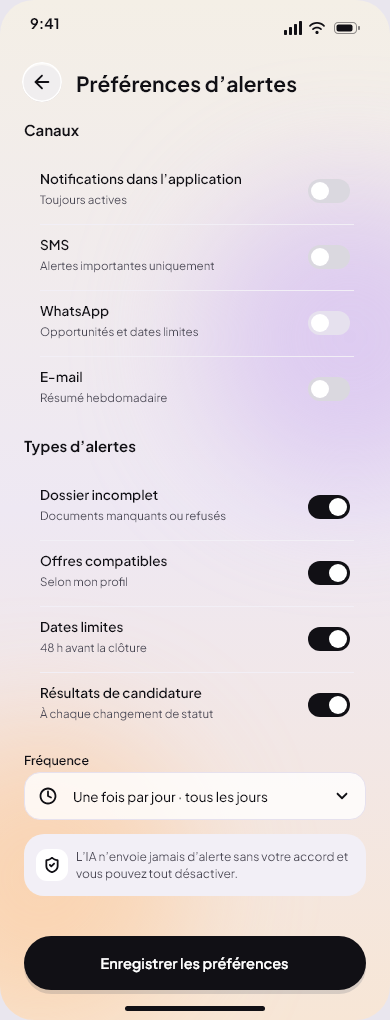 9:41
Préférences d’alertes
Canaux
Notifications dans l’application
Toujours actives
SMS
Alertes importantes uniquement
WhatsApp
Opportunités et dates limites
E-mail
Résumé hebdomadaire
Types d’alertes
Dossier incomplet
Documents manquants ou refusés
Offres compatibles
Selon mon profil
Dates limites
48 h avant la clôture
Résultats de candidature
À chaque changement de statut
Fréquence
Une fois par jour · tous les jours
L’IA n’envoie jamais d’alerte sans votre accord et
vous pouvez tout désactiver.
Enregistrer les préférences